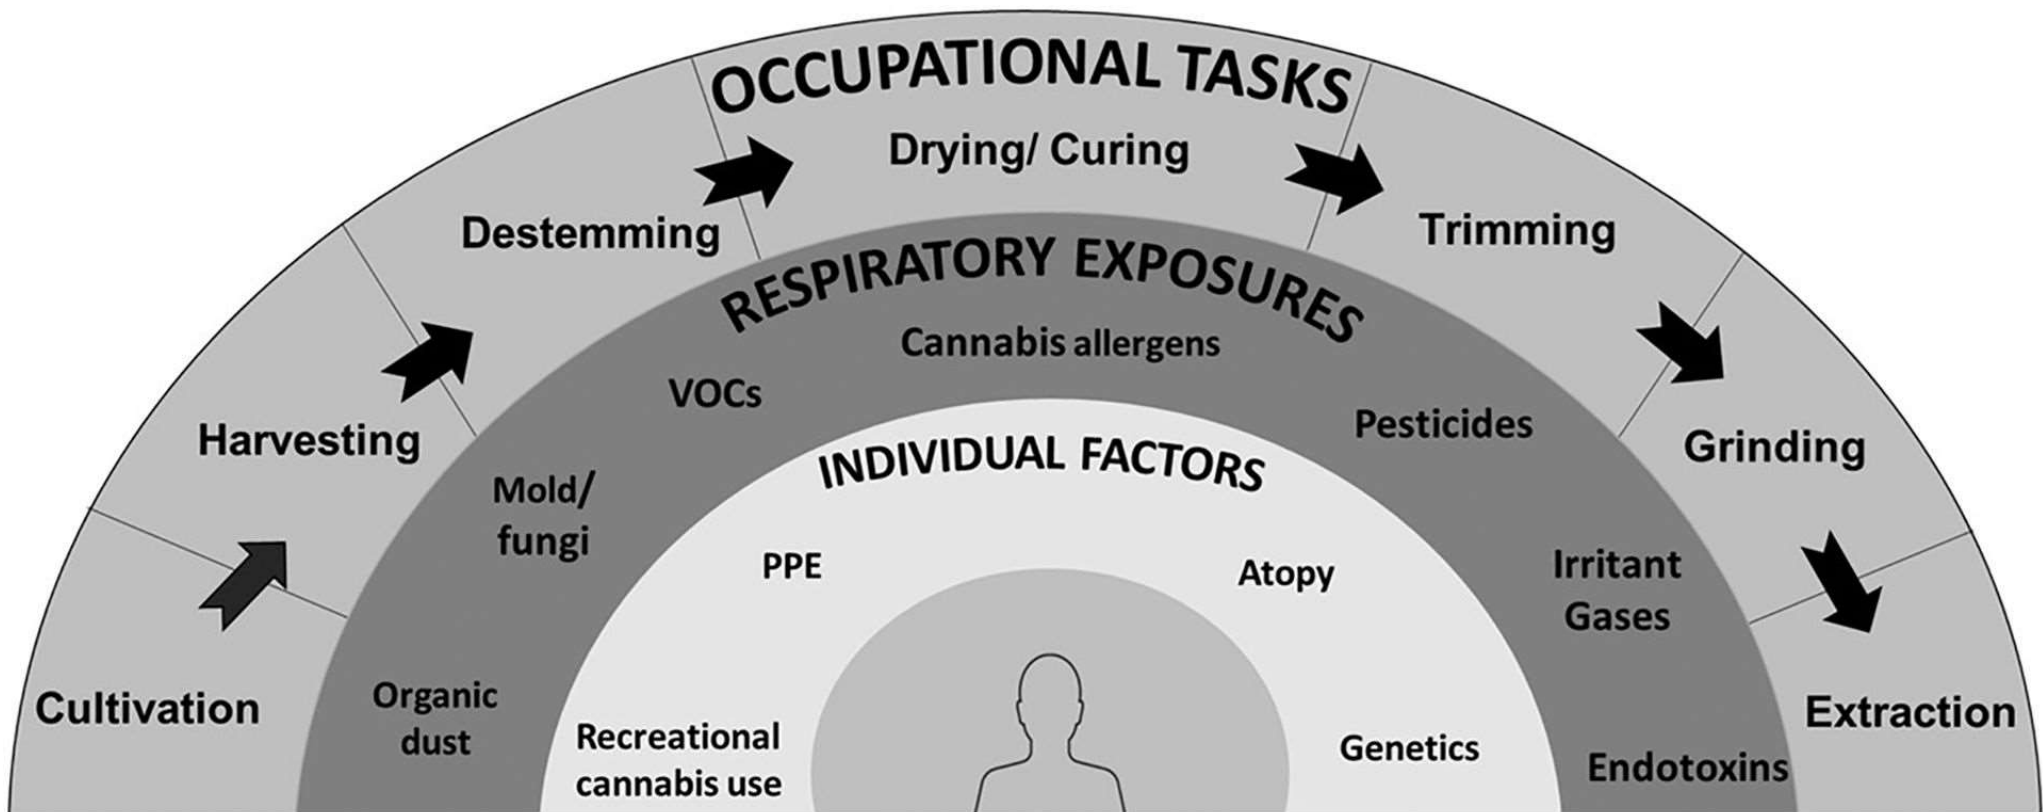 OCCUPATIONAL TASKS
Cultivation
Harvesting
Destemming
Drying/ Curing
Trimming
Grinding
Extraction
RESPIRATORY EXPOSURES
Organic
dust
Mold/
fungi
VOCs
Cannabis allergens
Pesticides
Irritant
Gases
Endotoxins
INDIVIDUAL FACTORS
Recreational
cannabis use
PPE
Atopy
Genetics